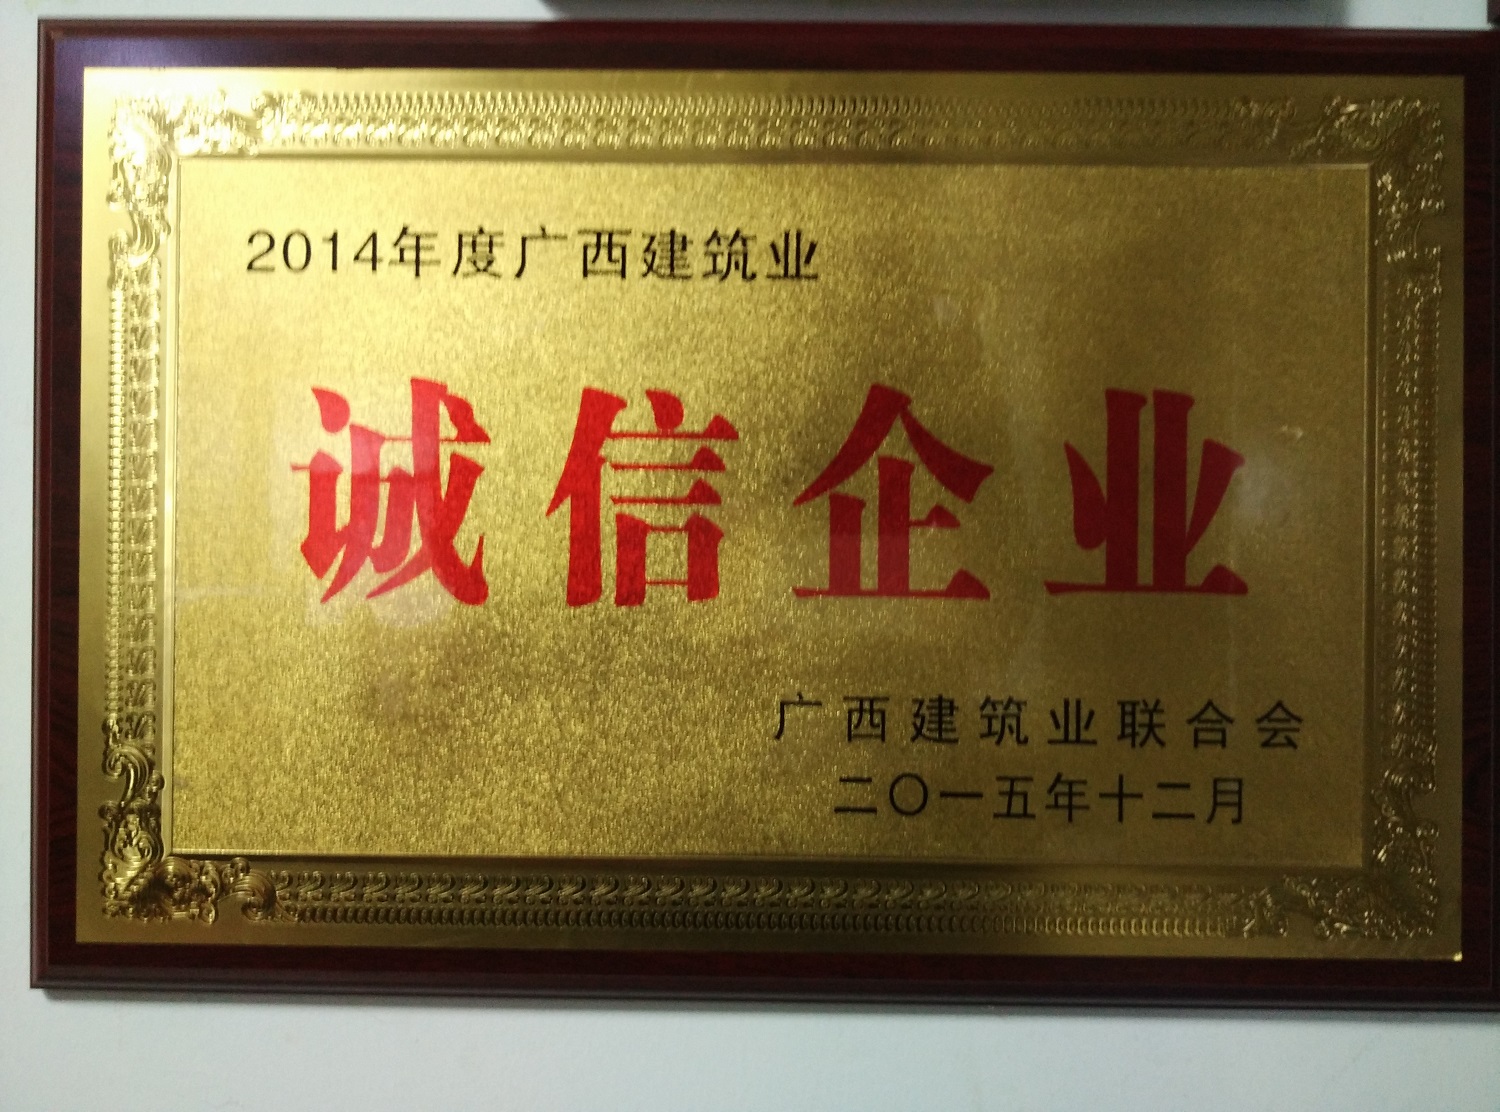 2014年度广西建筑业
诚信企业
广西建筑业联合会
二〇一五年十二月